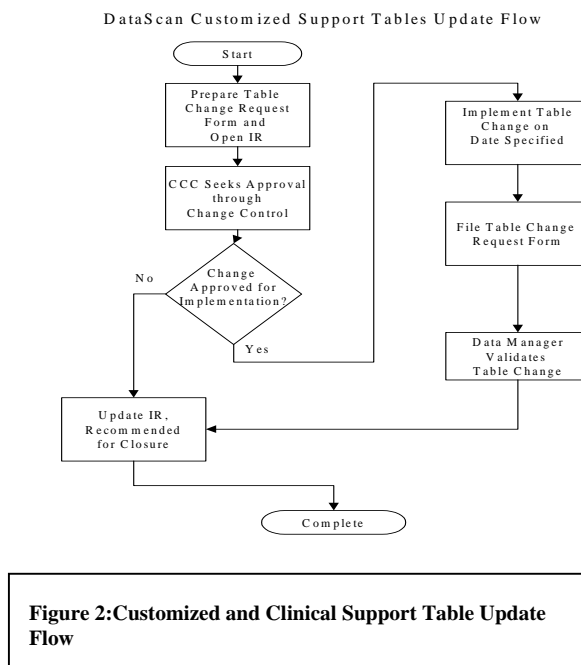 DataScan Customized Support Tables Update Flow
Start
Prepare Table
Change Request
Form and
Open IR
CCC Seeks Approval
through
Change Control
Change
Approved for
Implementation?
No
Yes
Implement Table
Change on
Date Specified
File Table Change
Request Form
Data Manager
Validates
Table Change
Update IR,
Recommended
for Closure
Complete
Figure 2:Customized and Clinical Support Table Update
Flow